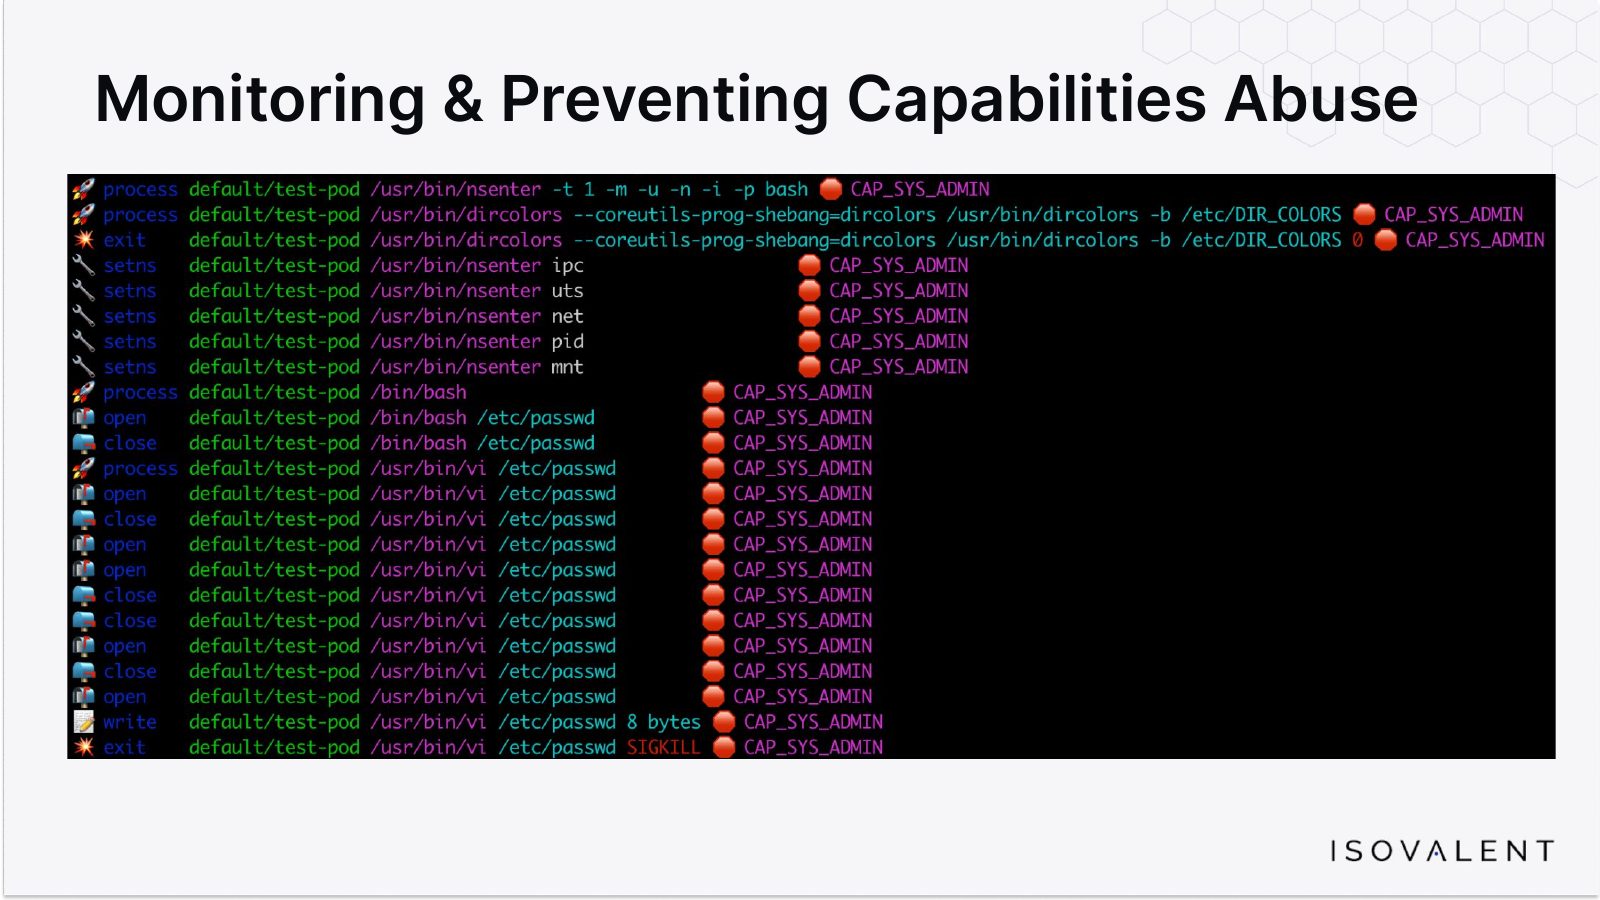 Monitoring & Preventing Capabilities Abuse
process default/test-pod /usr/bin/nsenter -t 1 -m -u -n -i -p bash CAP_SYS_ADMIN
process default/test-pod /usr/bin/dircolors --coreutils-prog-shebang=dircolors /usr/bin/dircolors -b /etc/DIR_COLORS CAP_SYS_ADMIN
exit default/test-pod /usr/bin/dircolors --coreutils-prog-shebang=dircolors /usr/bin/dircolors -b /etc/DIR_COLORS 0 CAP_SYS_ADMIN
setns default/test-pod /usr/bin/nsenter ipc CAP_SYS_ADMIN
setns default/test-pod /usr/bin/nsenter uts CAP_SYS_ADMIN
setns default/test-pod /usr/bin/nsenter net CAP_SYS_ADMIN
setns default/test-pod /usr/bin/nsenter pid CAP_SYS_ADMIN
setns default/test-pod /usr/bin/nsenter mnt CAP_SYS_ADMIN
process default/test-pod /bin/bash CAP_SYS_ADMIN
open default/test-pod /bin/bash /etc/passwd CAP_SYS_ADMIN
close default/test-pod /bin/bash /etc/passwd CAP_SYS_ADMIN
process default/test-pod /usr/bin/vi /etc/passwd CAP_SYS_ADMIN
open default/test-pod /usr/bin/vi /etc/passwd CAP_SYS_ADMIN
close default/test-pod /usr/bin/vi /etc/passwd CAP_SYS_ADMIN
open default/test-pod /usr/bin/vi /etc/passwd CAP_SYS_ADMIN
open default/test-pod /usr/bin/vi /etc/passwd CAP_SYS_ADMIN
close default/test-pod /usr/bin/vi /etc/passwd CAP_SYS_ADMIN
close default/test-pod /usr/bin/vi /etc/passwd CAP_SYS_ADMIN
open default/test-pod /usr/bin/vi /etc/passwd CAP_SYS_ADMIN
close default/test-pod /usr/bin/vi /etc/passwd CAP_SYS_ADMIN
open default/test-pod /usr/bin/vi /etc/passwd CAP_SYS_ADMIN
write default/test-pod /usr/bin/vi /etc/passwd 8 bytes CAP_SYS_ADMIN
exit default/test-pod /usr/bin/vi /etc/passwd SIGKILL CAP_SYS_ADMIN
ISOVALENT